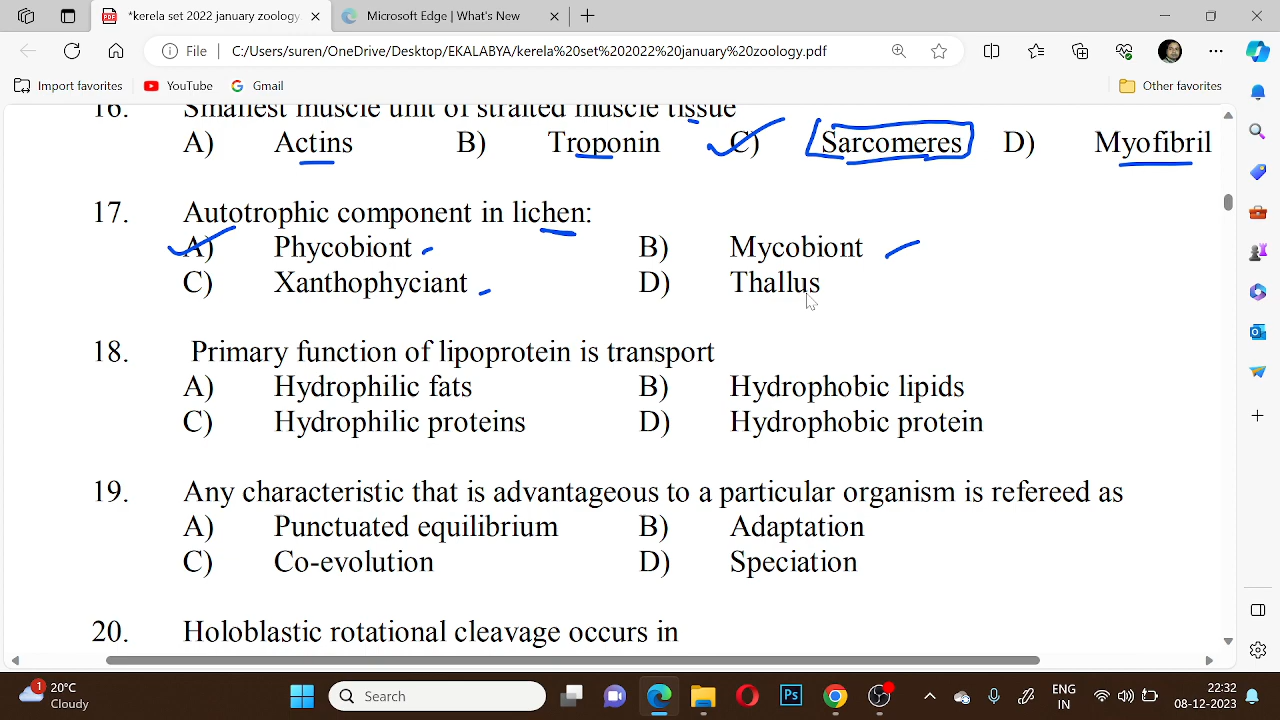 *kerela set 2022 january zoology
Microsoft Edge | What's New
File
C:/Users/suren/OneDrive/Desktop/EKALABYA/kerela%20set%202022%20january%20zoology.pdf
Import favorites
YouTube
Gmail
Other favorites
16. Smallest muscle unit of straited muscle tissue
A) Actins B) Troponin C) Sarcomeres D) Myofibril
17. Autotrophic component in lichen:
A) Phycobiont B) Mycobiont
C) Xanthophyciant D) Thallus
18. Primary function of lipoprotein is transport
A) Hydrophilic fats B) Hydrophobic lipids
C) Hydrophilic proteins D) Hydrophobic protein
19. Any characteristic that is advantageous to a particular organism is refereed as
A) Punctuated equilibrium B) Adaptation
C) Co-evolution D) Speciation
20. Holoblastic rotational cleavage occurs in
1
20°C
Cloudy
Search
Ps
ENG
IN
22:32
08-12-2023